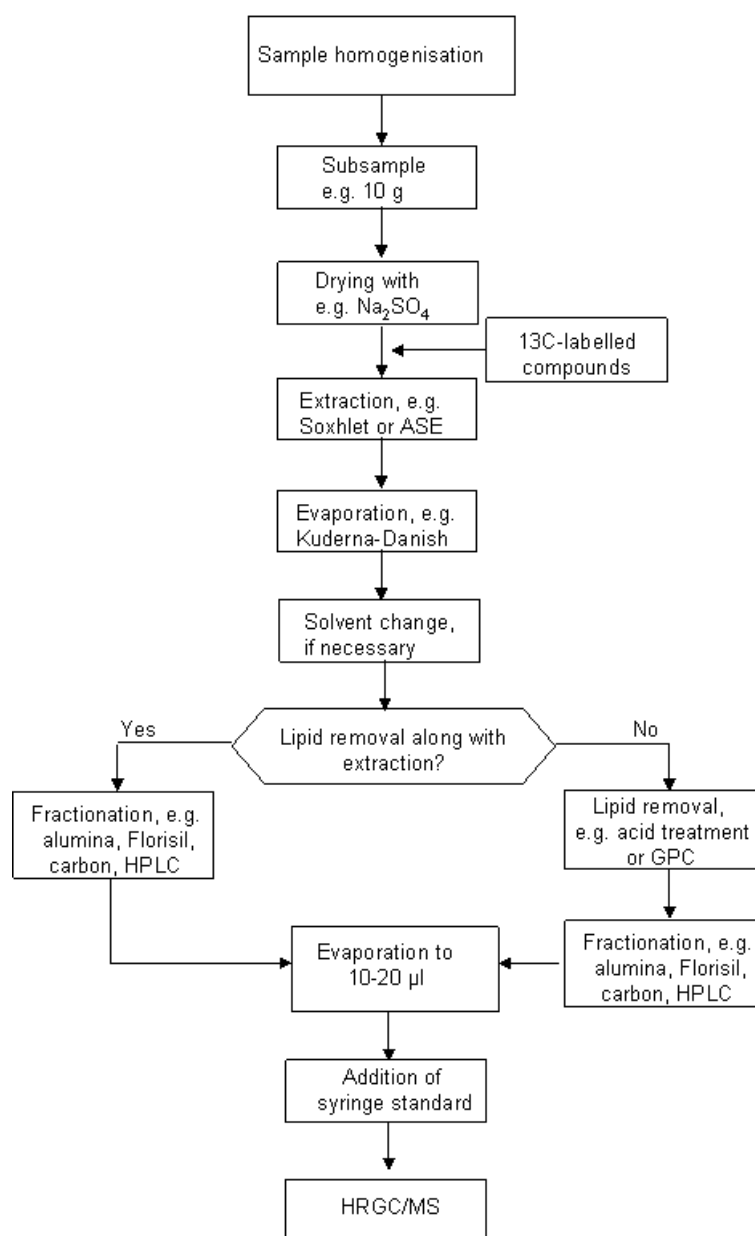 Sample homogenisation
Subsample
e.g. 10 g
Drying with
e.g. Na₂SO₄
13C-labelled
compounds
Extraction, e.g.
Soxhlet or ASE
Evaporation, e.g.
Kuderna-Danish
Solvent change,
if necessary
Yes
Lipid removal along with
extraction?
No
Fractionation, e.g.
alumina, Florisil,
carbon, HPLC
Lipid removal,
e.g. acid treatment
or GPC
Fractionation, e.g.
alumina, Florisil,
carbon, HPLC
Evaporation to
10-20 µl
Addition of
syringe standard
HRGC/MS